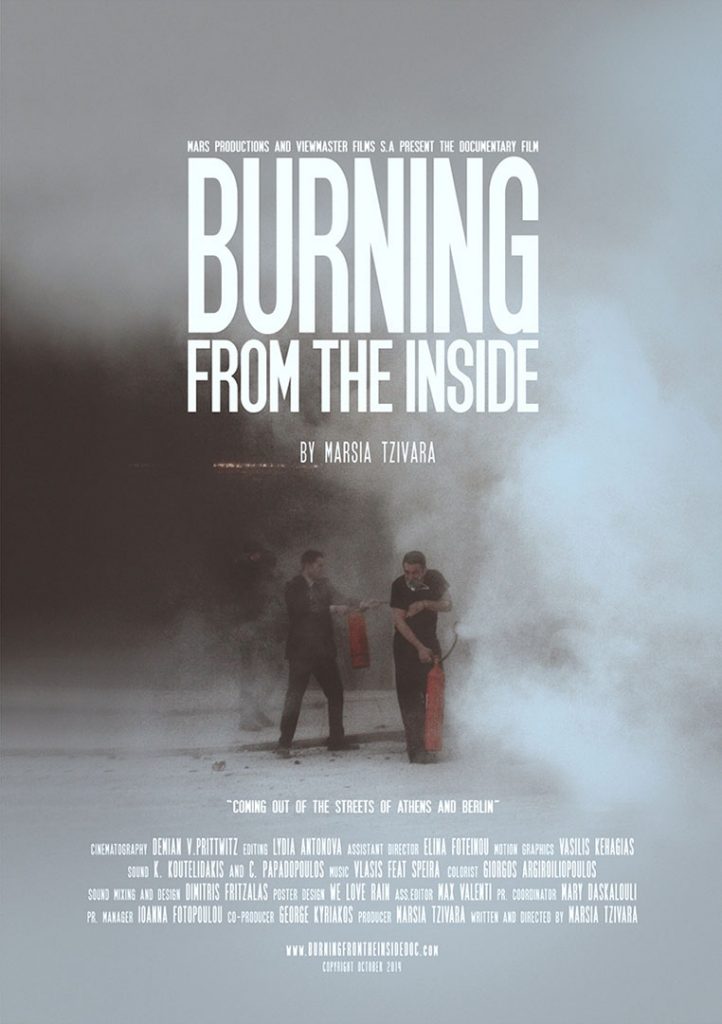 MARS PRODUCTIONS AND VIEWMASTER FILMS S.A PRESENT THE DOCUMENTARY FILM
BURNING
FROM THE INSIDE
BY MARSIA TZIVARA
"COMING OUT OF THE STREETS OF ATHENS AND BERLIN"
CINEMATOGRAPHY DEMIAN V.PRITTWITZ EDITING LYDIA ANTONOVA ASSISTANT DIRECTOR ELINA FOTEINOU MOTION GRAPHICS VASILIS KEHAGIAS
SOUND K. KOUTELIDAKIS AND C. PAPADOPOULOS MUSIC VLASIS FEAT SPEIRA COLORIST GIORGOS ARGIROILIOPOULOS
SOUND MIXING AND DESIGN DIMITRIS FRITZALAS POSTER DESIGN WE LOVE RAIN ASS.EDITOR MAX VALENTI PR. COORDINATOR MARY DASKALOULI
PR. MANAGER IOANNA FOTOPOULOU CO-PRODUCER GEORGE KYRIAKOS PRODUCER MARSIA TZIVARA WRITTEN AND DIRECTED BY MARSIA TZIVARA
WWW.BURNINGFROMTHEINSIDEDOC.COM
COPYRIGHT OCTOBER 2014